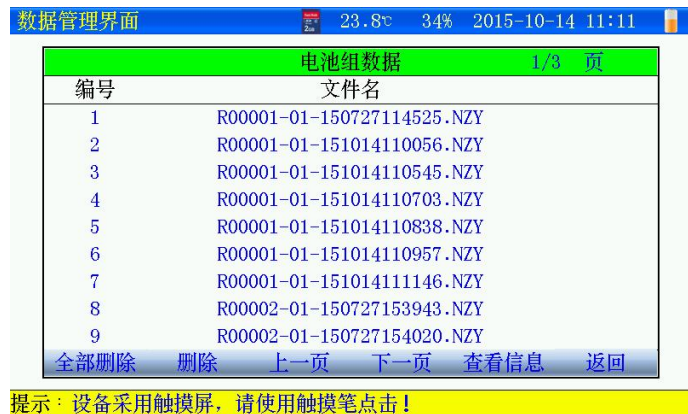 数据管理界面 23.8℃ 34% 2015-10-14 11:11
电池组数据 1/3 页
编号 文件名
1 R00001-01-150727114525.NZY
2 R00001-01-151014110056.NZY
3 R00001-01-151014110545.NZY
4 R00001-01-151014110703.NZY
5 R00001-01-151014110838.NZY
6 R00001-01-151014110957.NZY
7 R00001-01-151014111146.NZY
8 R00002-01-150727153943.NZY
9 R00002-01-150727154020.NZY
全部删除 删除 上一页 下一页 查看信息 返回
提示：设备采用触摸屏，请使用触摸笔点击！